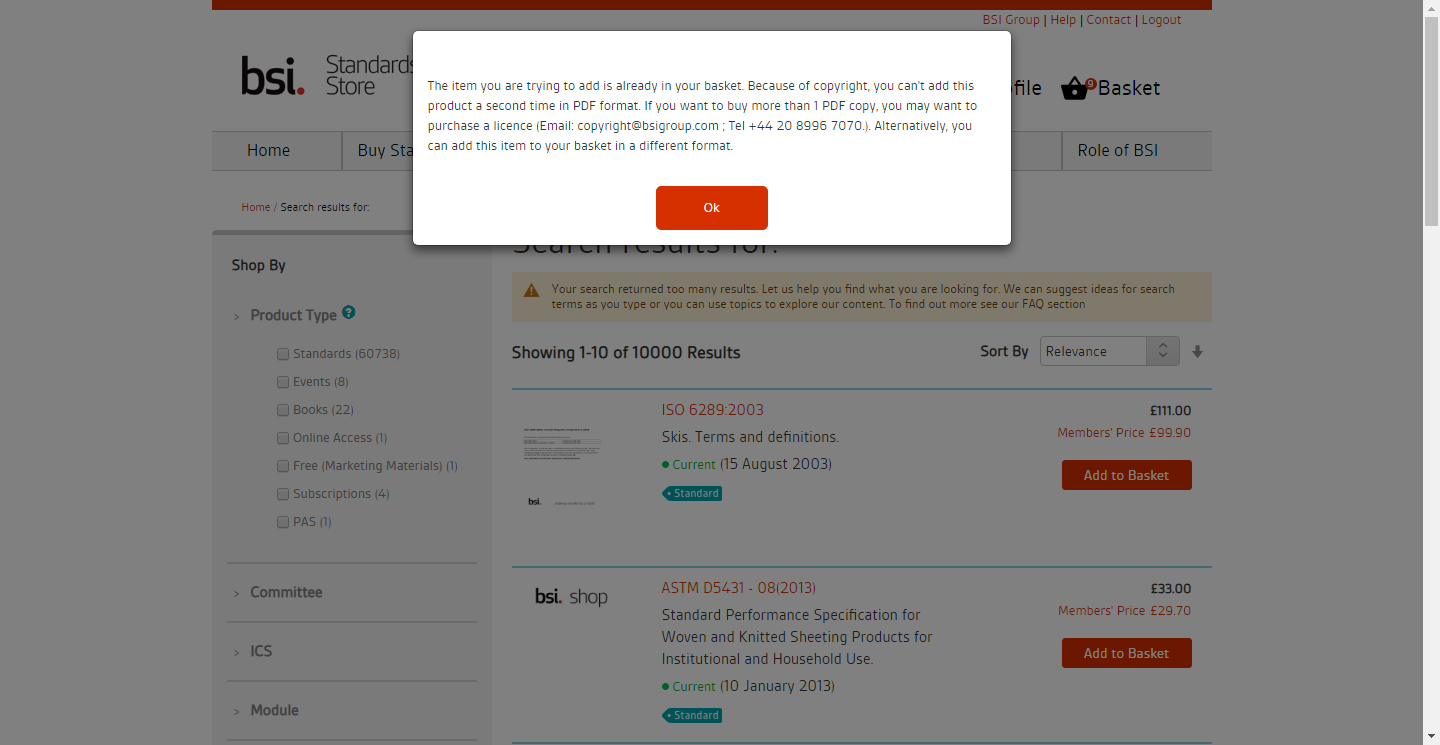 BSI Group | Help | Contact | Logout
bsi.
Standards
Store
file
9
Basket
The item you are trying to add is already in your basket. Because of copyright, you can't add this
product a second time in PDF format. If you want to buy more than 1 PDF copy, you may want to
purchase a licence (Email: copyright@bsigroup.com ; Tel +44 20 8996 7070.). Alternatively, you
can add this item to your basket in a different format.
Ok
Home
Buy Sta
Role of BSI
Home / Search results for:
Search results for:
Shop By
> Product Type ?
Standards (60738)
Events (8)
Books (22)
Online Access (1)
Free (Marketing Materials) (1)
Subscriptions (4)
PAS (1)
> Committee
> ICS
> Module
Your search returned too many results. Let us help you find what you are looking for. We can suggest ideas for search
terms as you type or you can use topics to explore our content. To find out more see our FAQ section
Showing 1-10 of 10000 Results
Sort By
Relevance
ISO 6289:2003
Skis. Terms and definitions.
Current (15 August 2003)
Standard
£111.00
Members' Price £99.90
Add to Basket
bsi.
bsi. shop
ASTM D5431 - 08(2013)
Standard Performance Specification for
Woven and Knitted Sheeting Products for
Institutional and Household Use.
Current (10 January 2013)
Standard
£33.00
Members' Price £29.70
Add to Basket